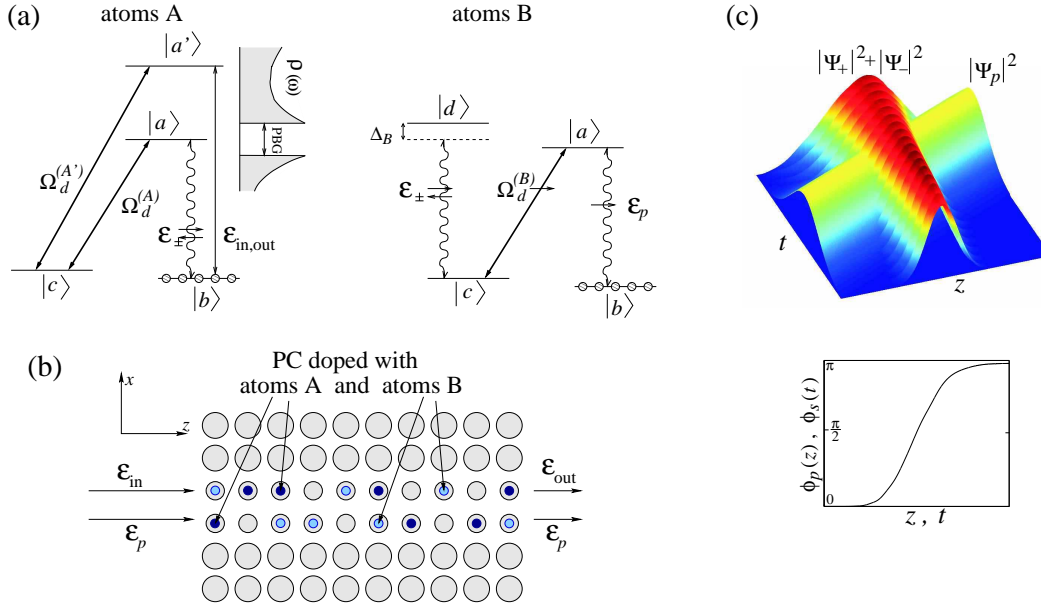 (a)
atoms A
|a'⟩
ρ(ω)
PBG
|a⟩
Ω_d^(A')
Ω_d^(A)
ε_±
ε_in,out
|c⟩
|b⟩
atoms B
|d⟩
Δ_B
|a⟩
ε_±
Ω_d^(B)
ε_p
|c⟩
|b⟩
(c)
|Ψ_+|²+|Ψ_-|²
|Ψ_p|²
t
z
(b)
PC doped with
atoms A and atoms B
x
z
ε_in
ε_out
ε_p
ε_p
π
π/2
0
ϕ_p(z) , ϕ_s(t)
z , t